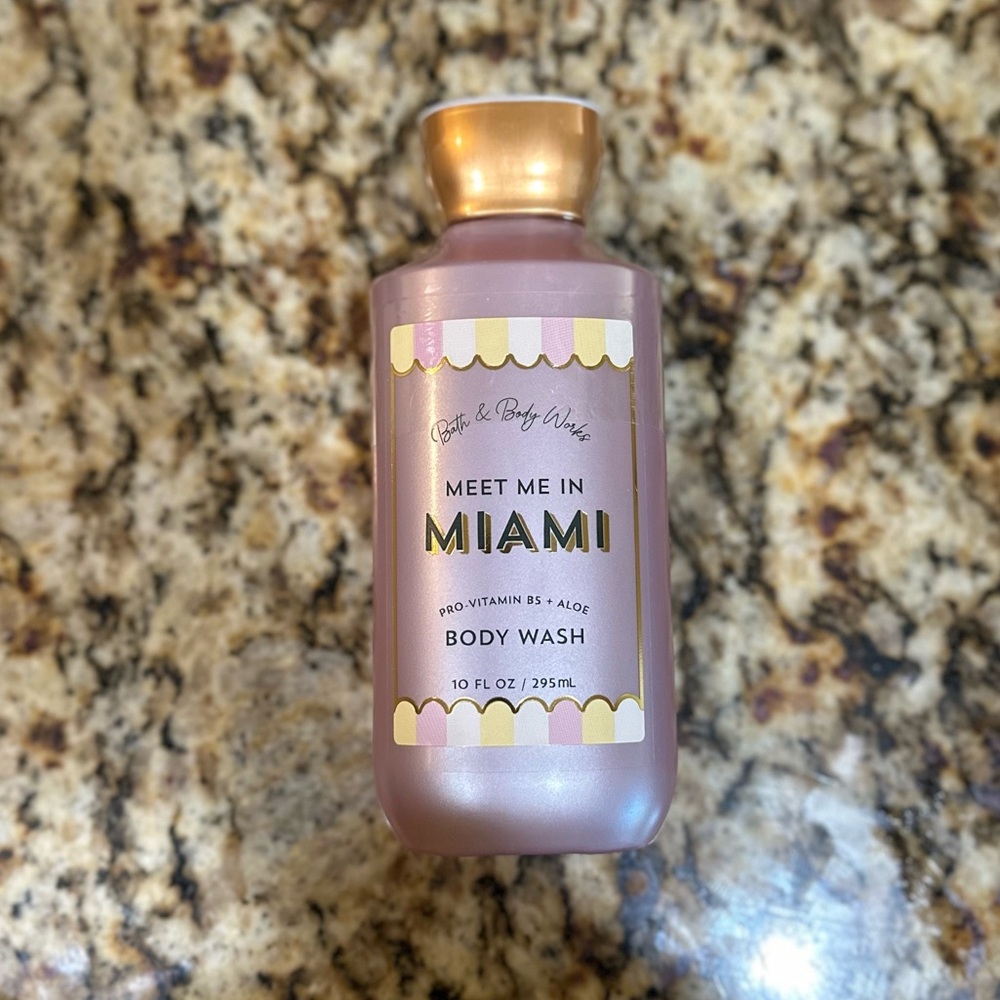 Bath & Body Works
MEET ME IN
MIAMI
PRO-VITAMIN B5 + ALOE
BODY WASH
10 FL OZ / 295mL